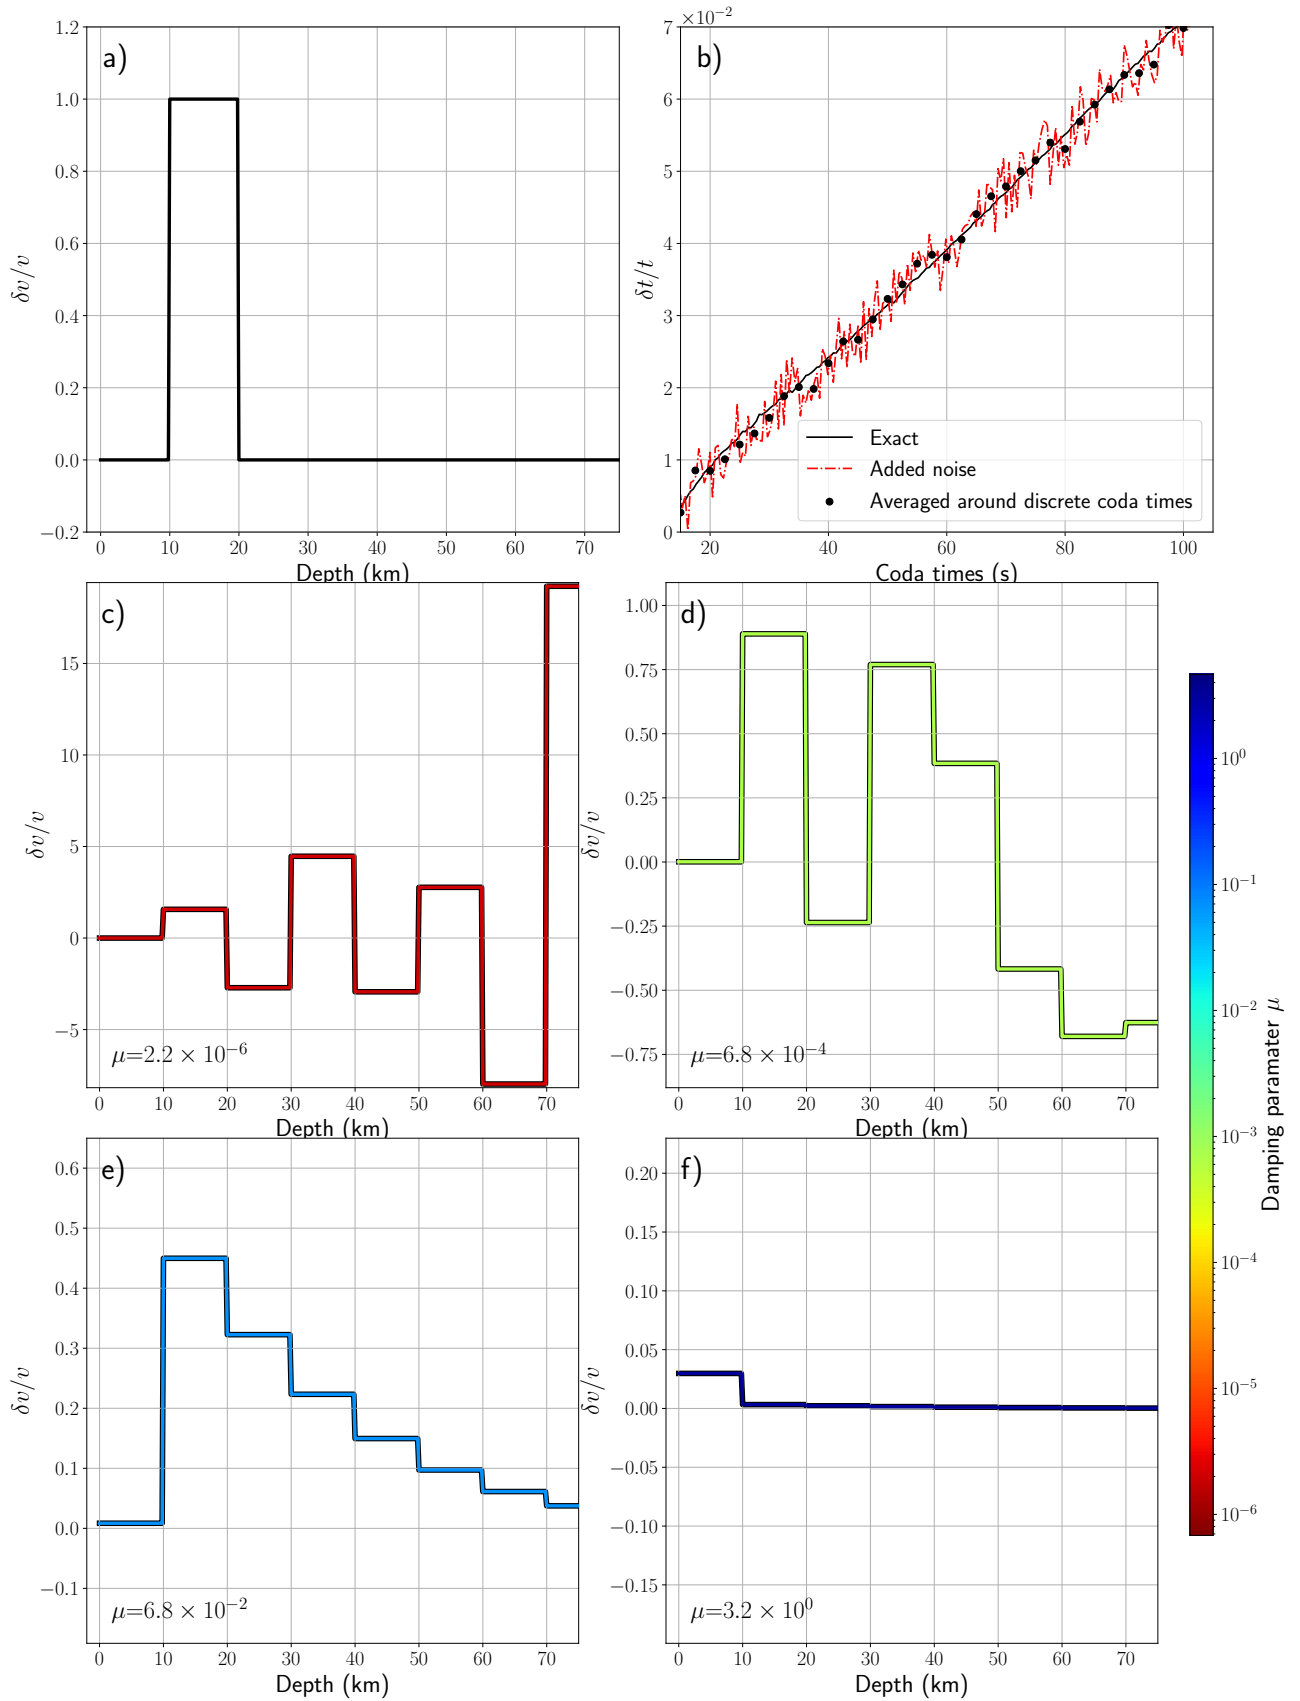 a)
1.2
1.0
0.8
0.6
0.4
0.2
0.0
−0.2
δv/v
0 10 20 30 40 50 60 70
Depth (km)
b)
×10−2
7
6
5
4
3
2
1
0
δt/t
Exact
Added noise
Averaged around discrete coda times
20 40 60 80 100
Coda times (s)
c)
15
10
5
0
−5
δv/v
μ=2.2 × 10−6
0 10 20 30 40 50 60 70
Depth (km)
d)
1.00
0.75
0.50
0.25
0.00
−0.25
−0.50
−0.75
δv/v
μ=6.8 × 10−4
0 10 20 30 40 50 60 70
Depth (km)
e)
0.6
0.5
0.4
0.3
0.2
0.1
0.0
−0.1
δv/v
μ=6.8 × 10−2
0 10 20 30 40 50 60 70
Depth (km)
f)
0.20
0.15
0.10
0.05
0.00
−0.05
−0.10
−0.15
δv/v
μ=3.2 × 100
0 10 20 30 40 50 60 70
Depth (km)
100
10−1
10−2
10−3
10−4
10−5
10−6
Damping paramater μ